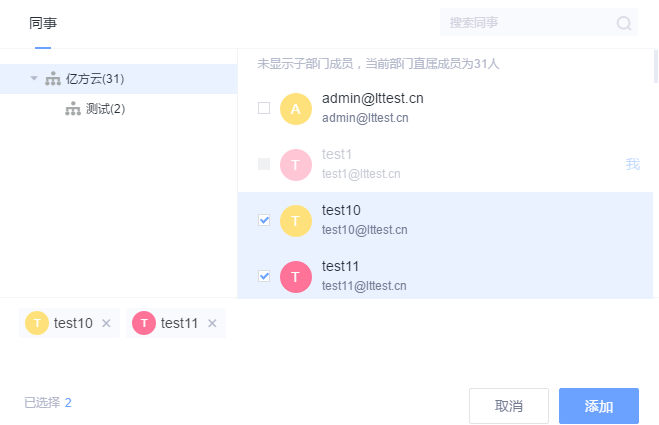 同事
搜索同事
亿方云(31)
测试(2)
未显示子部门成员，当前部门直属成员为31人
A
admin@lttest.cn
admin@lttest.cn
T
test1
test1@lttest.cn
我
T
test10
test10@lttest.cn
T
test11
test11@lttest.cn
T test10 ×
T test11 ×
已选择 2
取消
添加